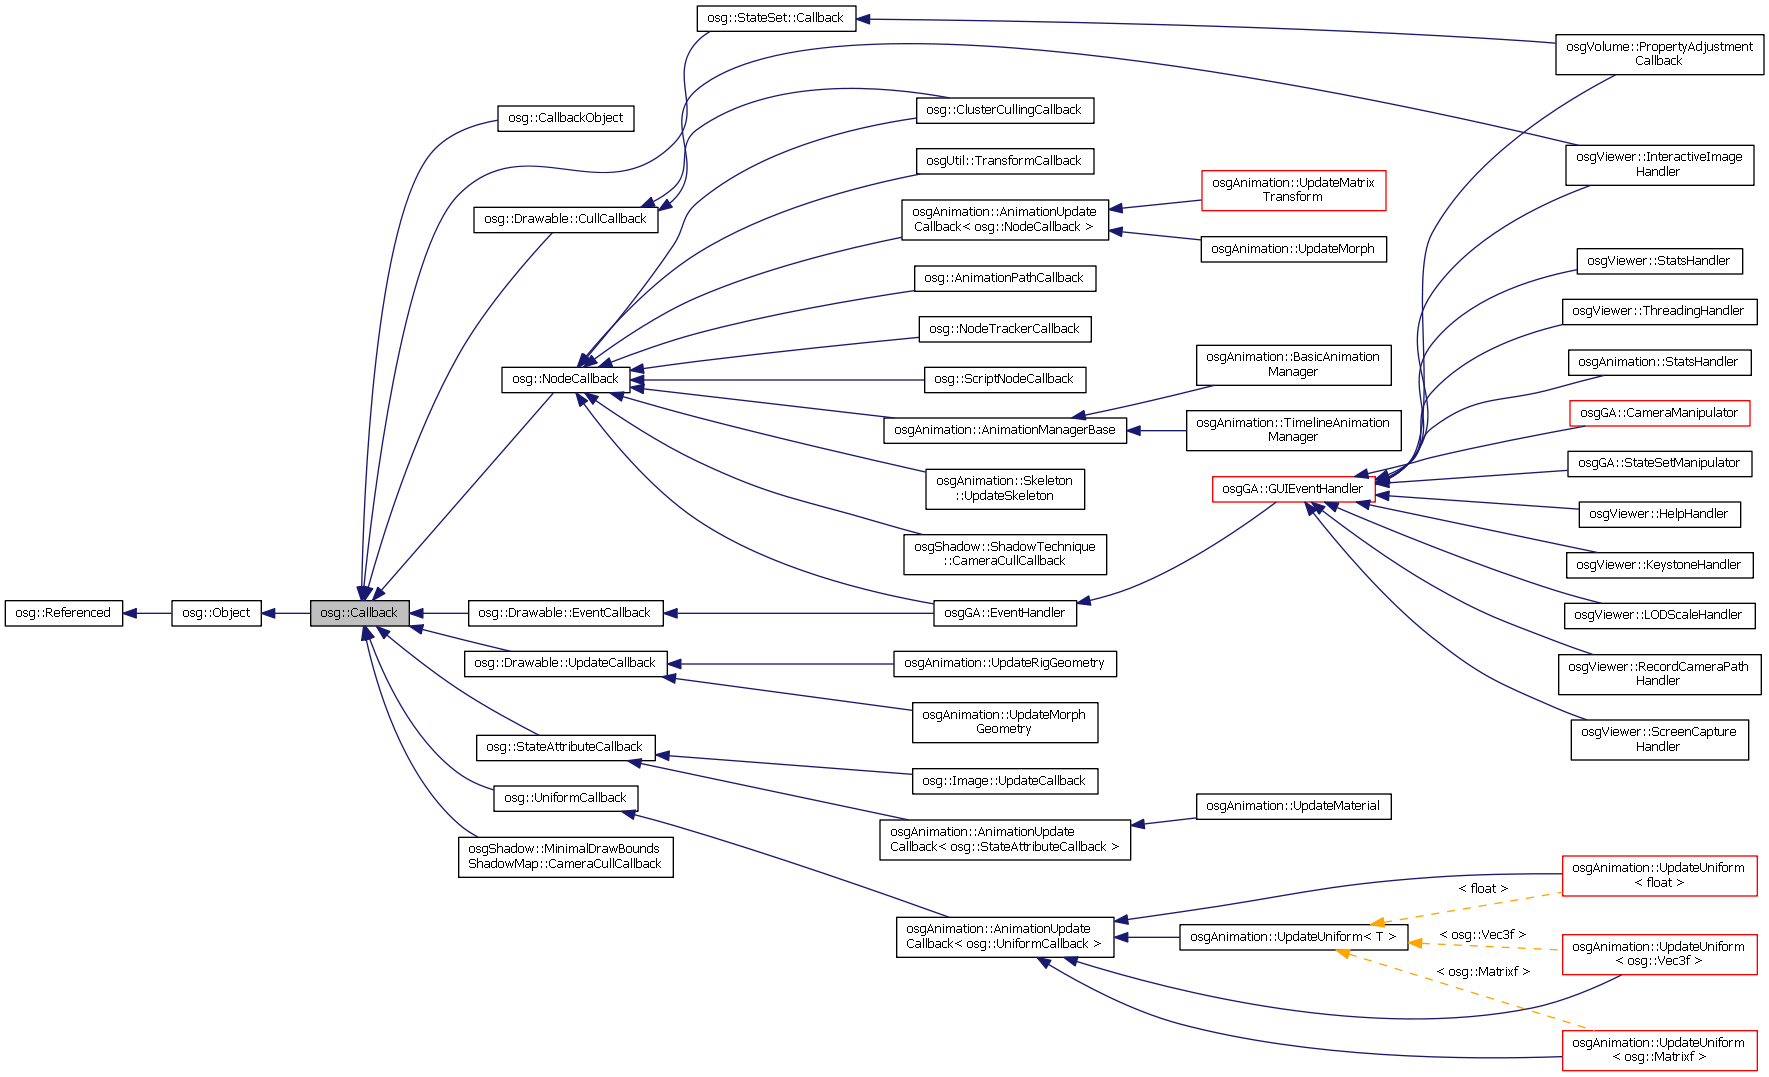 osg::StateSet::Callback
osgVolume::PropertyAdjustment
Callback
osg::CallbackObject
osg::ClusterCullingCallback
osgUtil::TransformCallback
osgViewer::InteractiveImage
Handler
osgAnimation::UpdateMatrix
Transform
osg::Drawable::CullCallback
osgAnimation::AnimationUpdate
Callback< osg::NodeCallback >
osgAnimation::UpdateMorph
osgViewer::StatsHandler
osg::AnimationPathCallback
osgViewer::ThreadingHandler
osg::NodeTrackerCallback
osgAnimation::BasicAnimation
Manager
osgAnimation::StatsHandler
osg::NodeCallback
osg::ScriptNodeCallback
osgGA::CameraManipulator
osgAnimation::AnimationManagerBase
osgAnimation::TimelineAnimation
Manager
osgGA::StateSetManipulator
osgAnimation::Skeleton
::UpdateSkeleton
osgGA::GUIEventHandler
osgViewer::HelpHandler
osgShadow::ShadowTechnique
::CameraCullCallback
osgViewer::KeystoneHandler
osg::Referenced
osg::Object
osg::Callback
osg::Drawable::EventCallback
osgGA::EventHandler
osgViewer::LODScaleHandler
osg::Drawable::UpdateCallback
osgAnimation::UpdateRigGeometry
osgViewer::RecordCameraPath
Handler
osgAnimation::UpdateMorph
Geometry
osg::StateAttributeCallback
osgViewer::ScreenCapture
Handler
osg::Image::UpdateCallback
osg::UniformCallback
osgAnimation::UpdateMaterial
osgAnimation::AnimationUpdate
Callback< osg::StateAttributeCallback >
osgShadow::MinimalDrawBounds
ShadowMap::CameraCullCallback
osgAnimation::UpdateUniform
< float >
< float >
osgAnimation::AnimationUpdate
Callback< osg::UniformCallback >
osgAnimation::UpdateUniform< T >
< osg::Vec3f >
osgAnimation::UpdateUniform
< osg::Vec3f >
< osg::Matrixf >
osgAnimation::UpdateUniform
< osg::Matrixf >